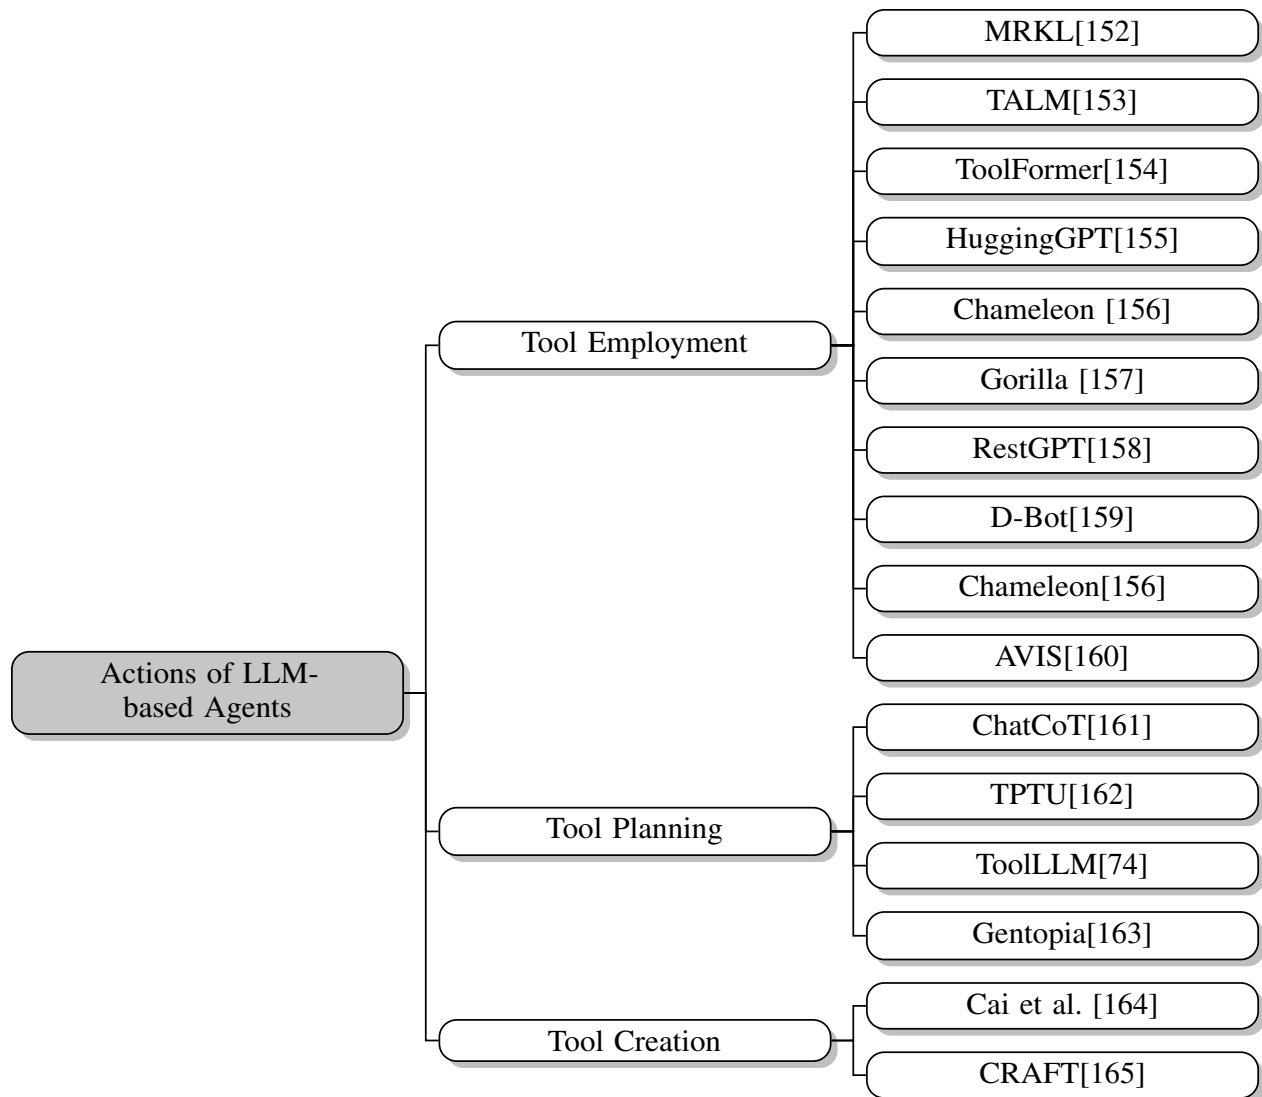 Actions of LLM-
based Agents
Tool Employment
MRKL[152]
TALM[153]
ToolFormer[154]
HuggingGPT[155]
Chameleon [156]
Gorilla [157]
RestGPT[158]
D-Bot[159]
Chameleon[156]
AVIS[160]
Tool Planning
ChatCoT[161]
TPTU[162]
ToolLLM[74]
Gentopia[163]
Tool Creation
Cai et al. [164]
CRAFT[165]